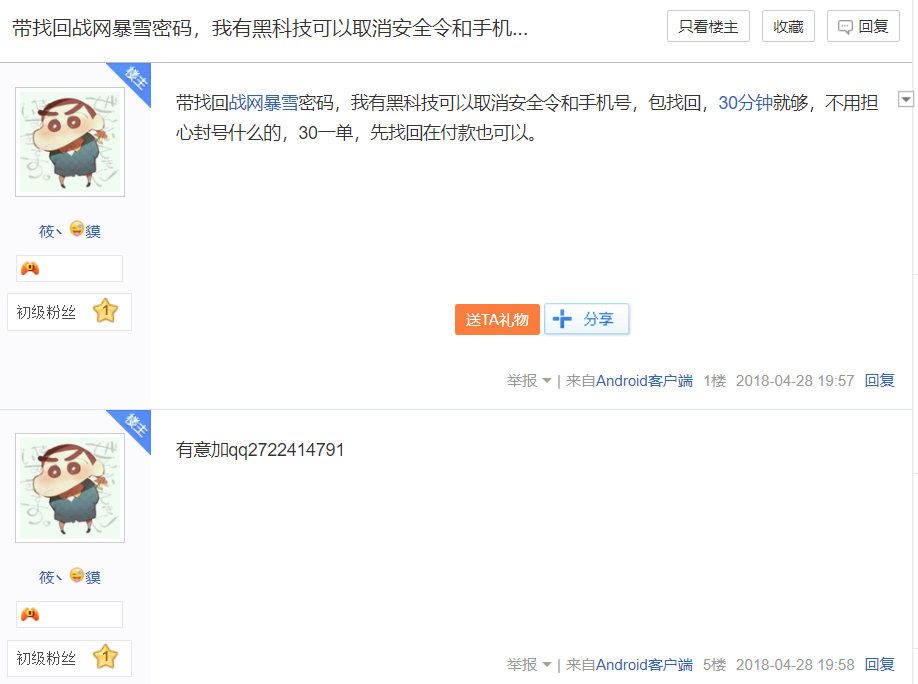 带找回战网暴雪密码，我有黑科技可以取消安全令和手机...
只看楼主
收藏
回复
楼主
带找回战网暴雪密码，我有黑科技可以取消安全令和手机号，包找回，30分钟就够，不用担
心封号什么的，30一单，先找回在付款也可以。
筱丶😜貘
初级粉丝 1
送TA礼物
分享
举报 | 来自Android客户端 1楼 2018-04-28 19:57 回复
楼主
有意加qq2722414791
筱丶😜貘
初级粉丝 1
举报 | 来自Android客户端 5楼 2018-04-28 19:58 回复